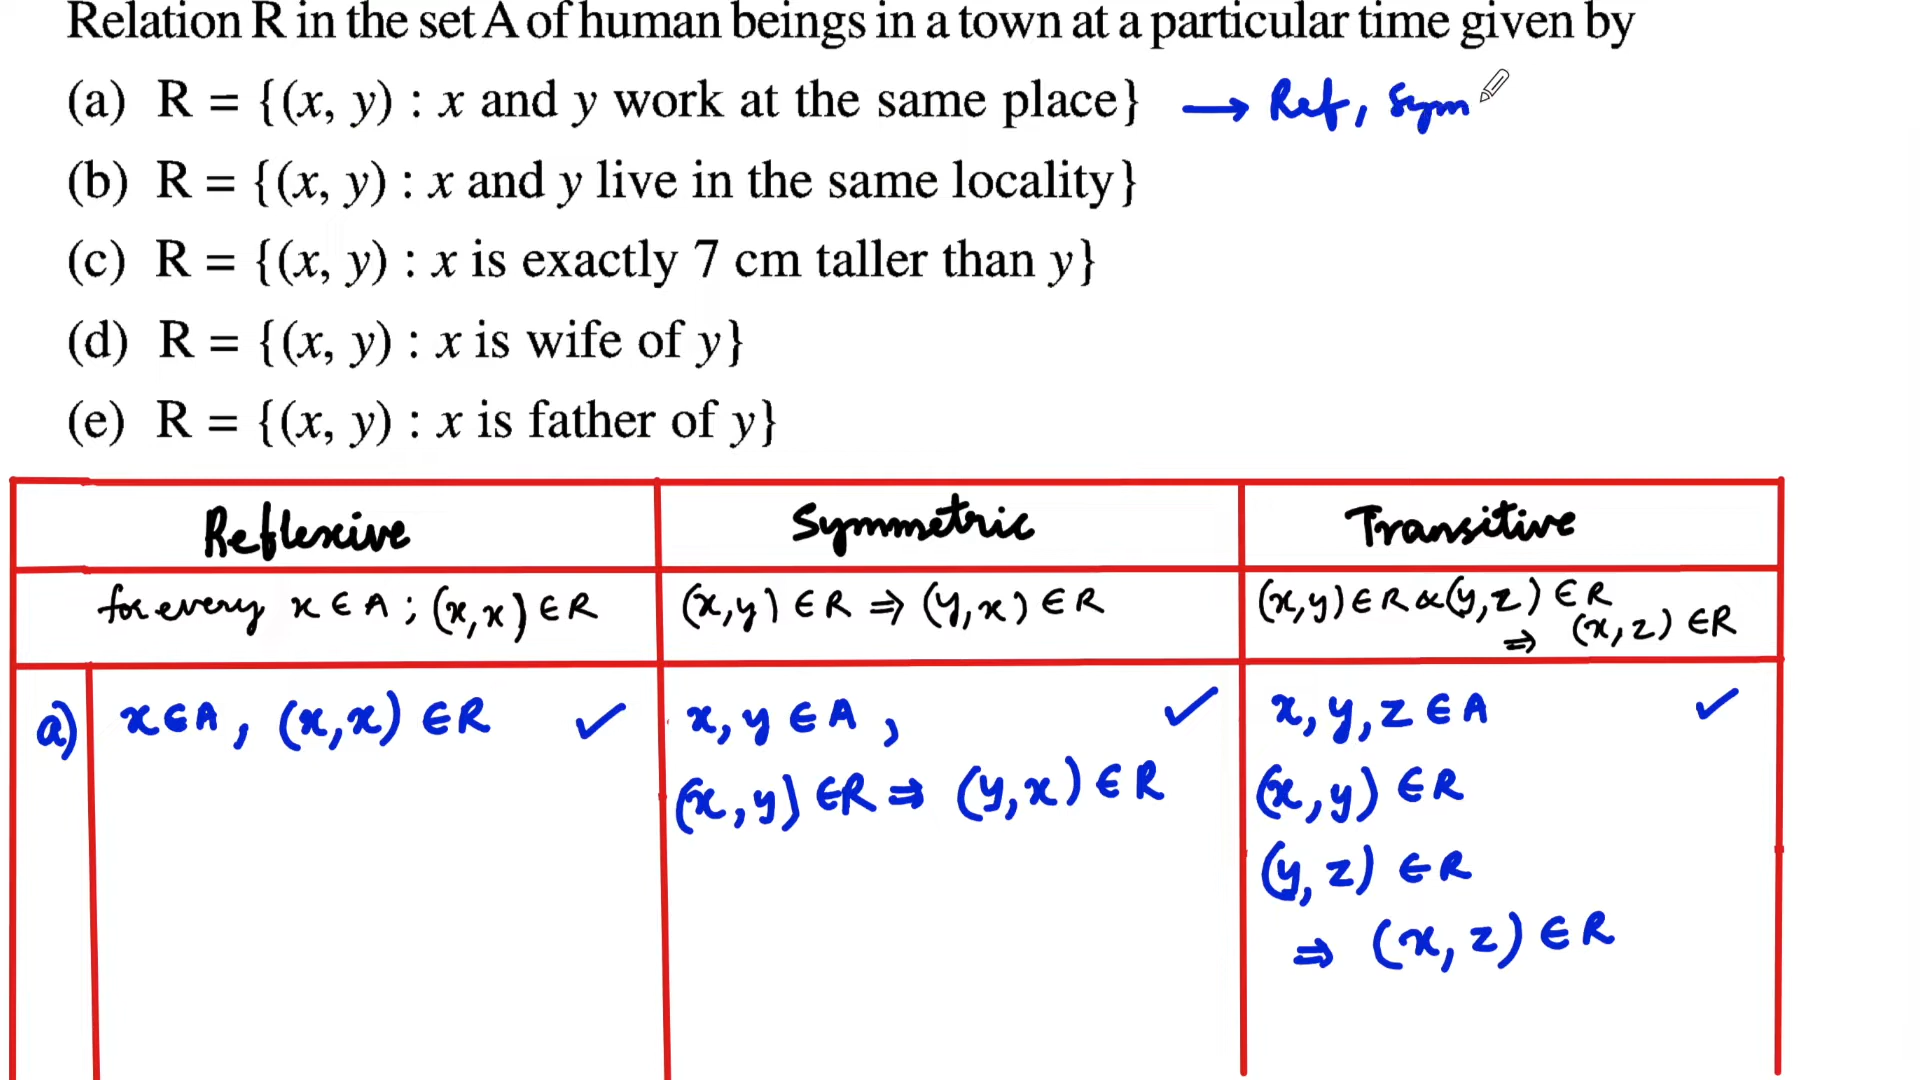 Relation R in the set A of human beings in a town at a particular time given by
(a) R = {(x, y) : x and y work at the same place} → Ref, Sym
(b) R = {(x, y) : x and y live in the same locality}
(c) R = {(x, y) : x is exactly 7 cm taller than y}
(d) R = {(x, y) : x is wife of y}
(e) R = {(x, y) : x is father of y}
Reflexive Symmetric Transitive
for every x ∈ A ; (x,x) ∈ R
(x,y) ∈ R ⇒ (y,x) ∈ R
(x,y) ∈ R & (y,z) ∈ R
⇒ (x,z) ∈ R
a) x ∈ A, (x,x) ∈ R ✓
x, y ∈ A, ✓
(x,y) ∈ R ⇒ (y,x) ∈ R
x, y, z ∈ A ✓
(x,y) ∈ R
(y,z) ∈ R
⇒ (x,z) ∈ R